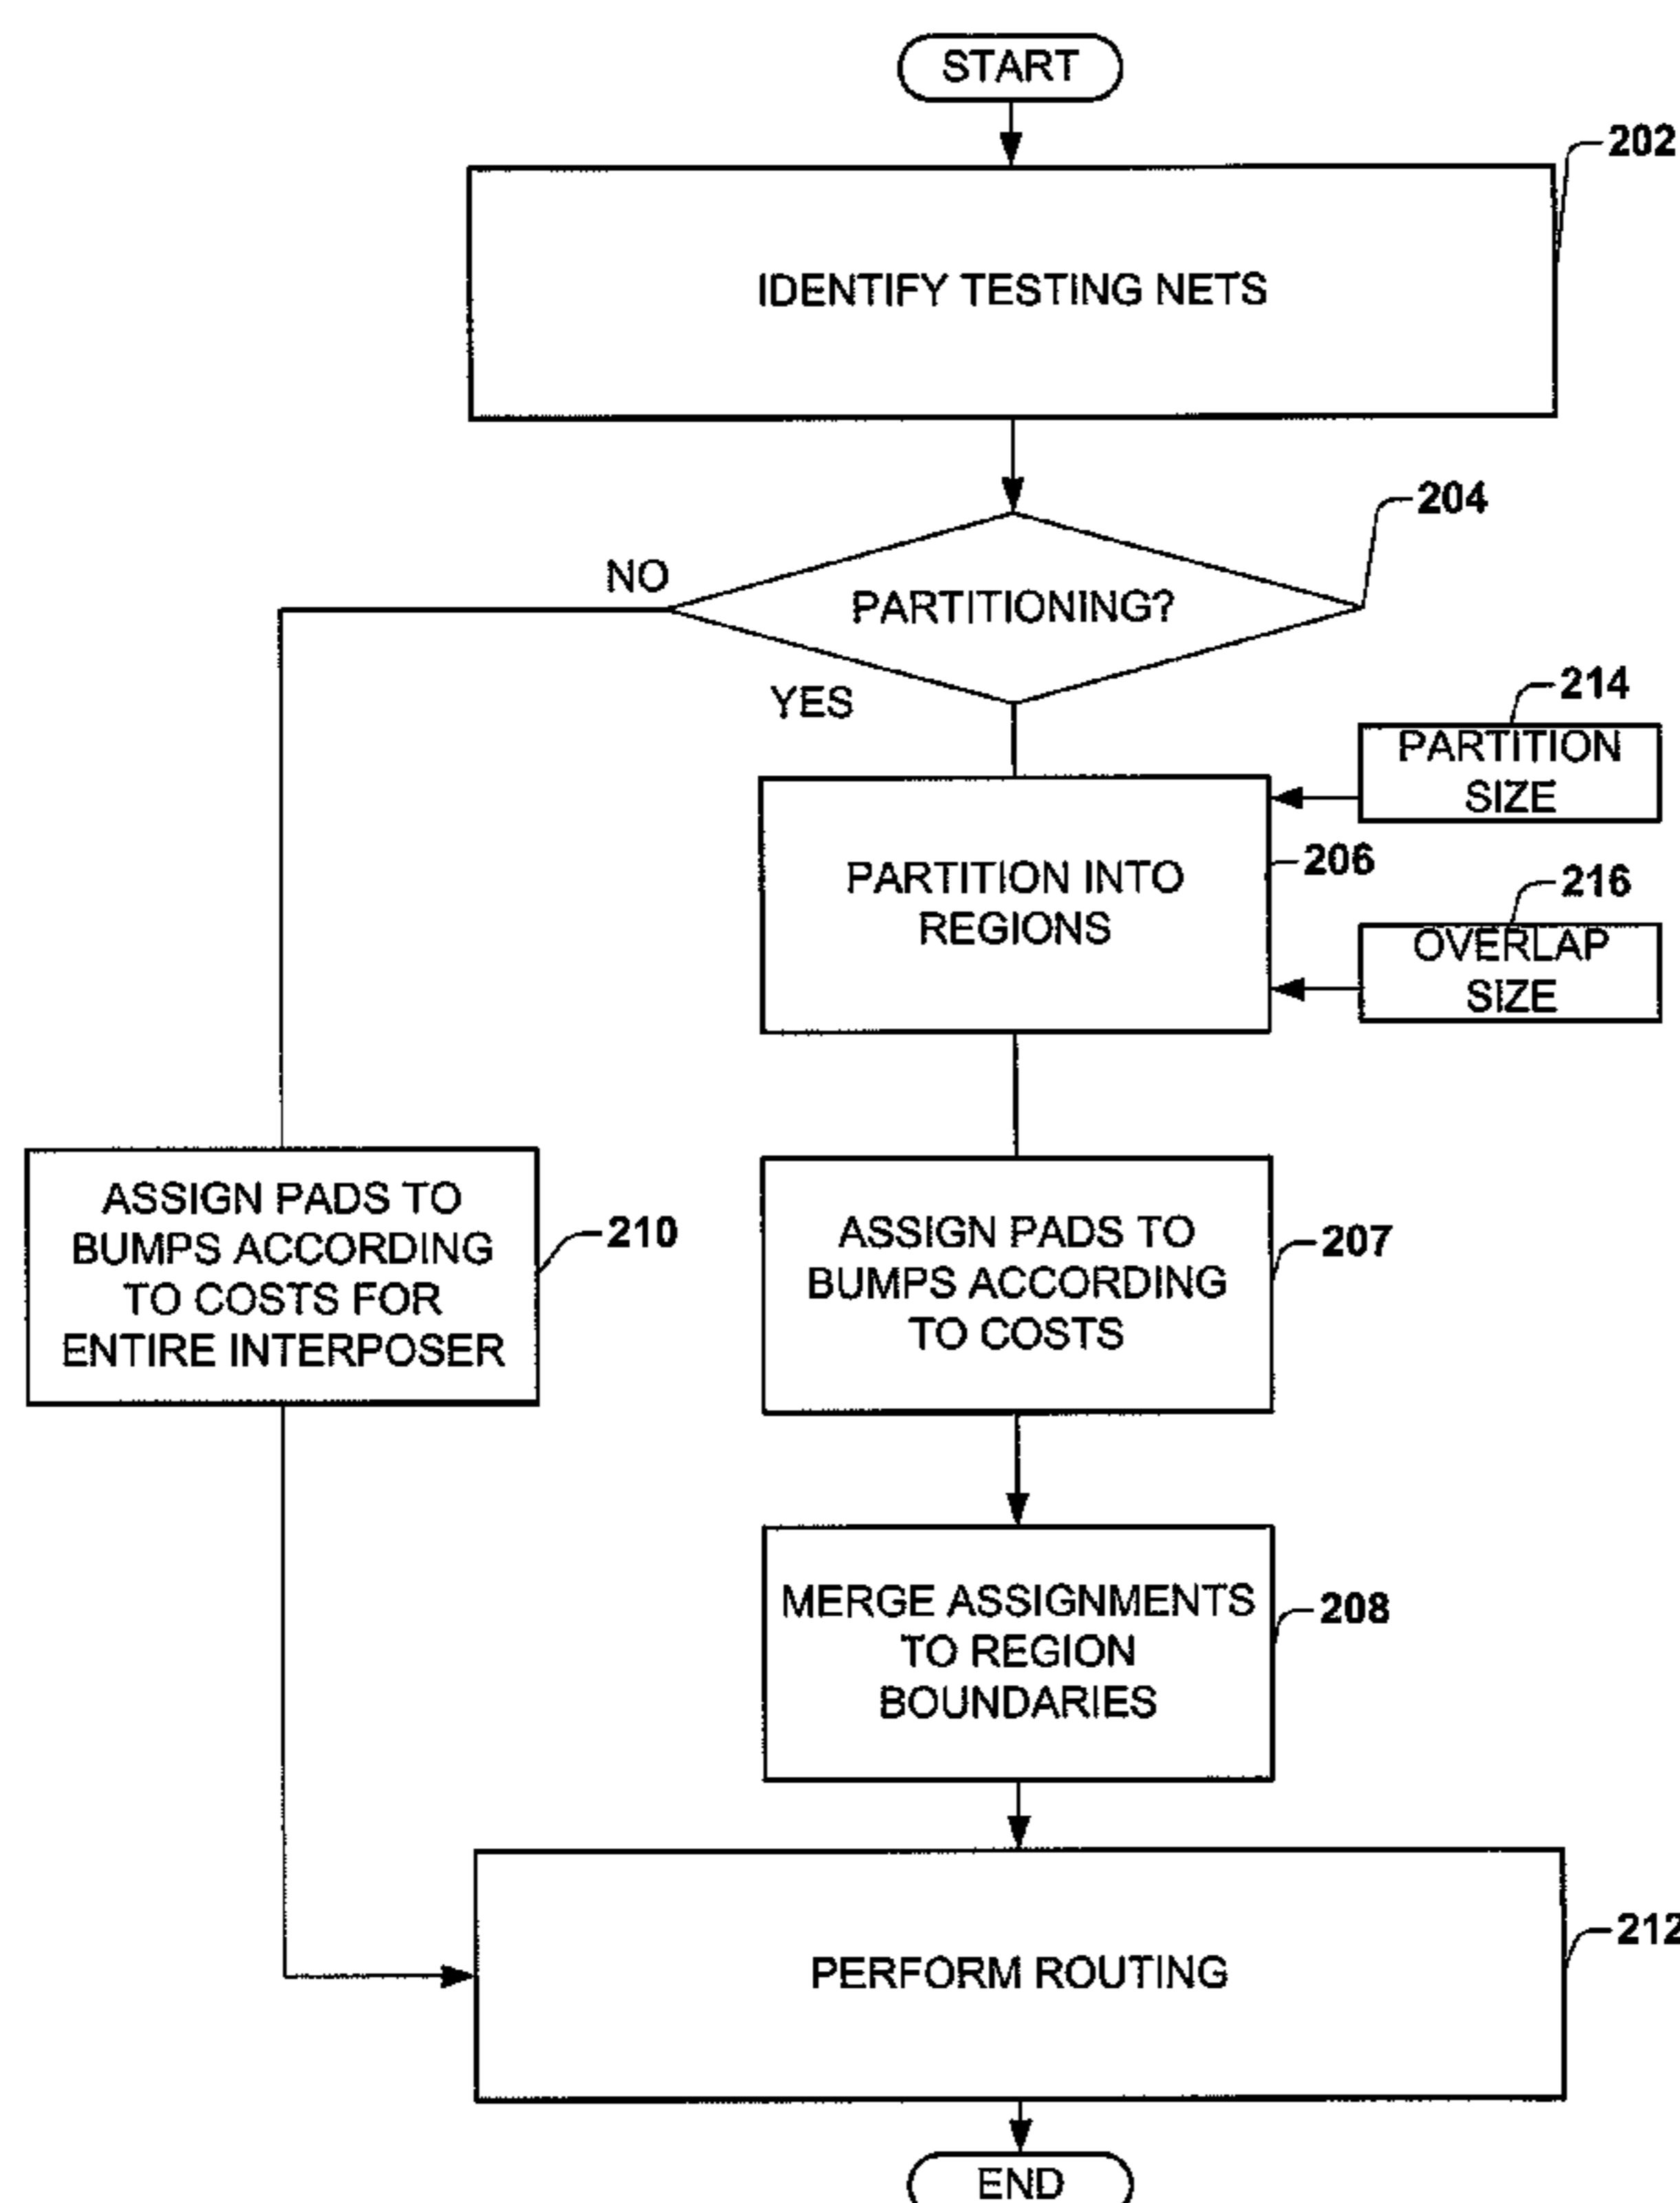 START
202
IDENTIFY TESTING NETS
204
NO
PARTITIONING?
YES
214
PARTITION
SIZE
206
PARTITION INTO
REGIONS
216
OVERLAP
SIZE
ASSIGN PADS TO
BUMPS ACCORDING
TO COSTS FOR
ENTIRE INTERPOSER
210
ASSIGN PADS TO
BUMPS ACCORDING
TO COSTS
207
MERGE ASSIGNMENTS
TO REGION
BOUNDARIES
208
PERFORM ROUTING
212
END